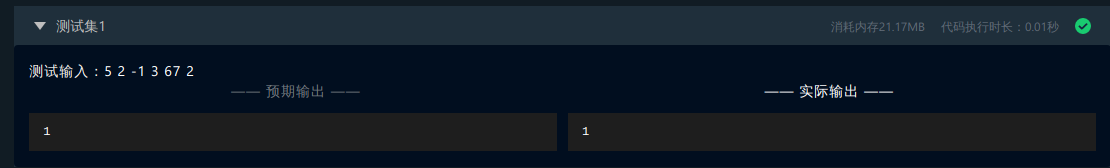 测试集1 消耗内存21.17MB 代码执行时长：0.01秒
测试输入：5 2 -1 3 67 2
—— 预期输出 —— —— 实际输出 ——
1 1